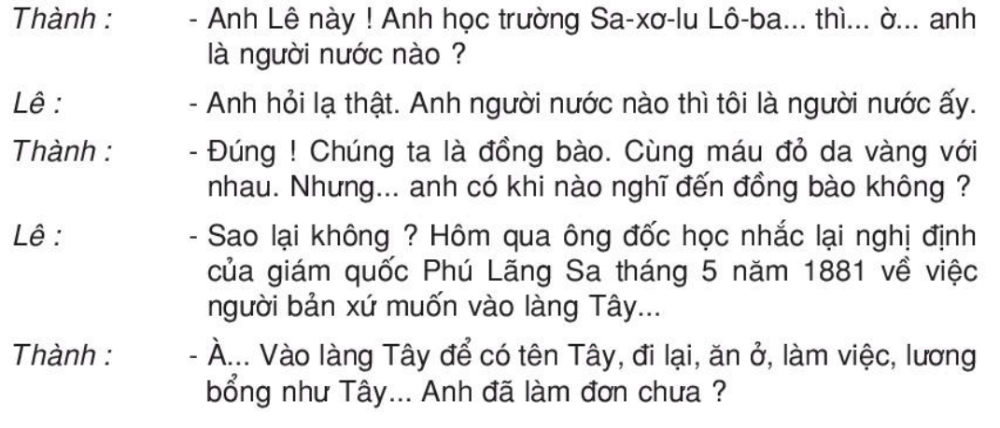 Thành : - Anh Lê này ! Anh học trường Sa-xơ-lu Lô-ba... thì... ờ... anh
là người nước nào ?
Lê : - Anh hỏi lạ thật. Anh người nước nào thì tôi là người nước ấy.
Thành : - Đúng ! Chúng ta là đồng bào. Cùng máu đỏ da vàng với
nhau. Nhưng... anh có khi nào nghĩ đến đồng bào không ?
Lê : - Sao lại không ? Hôm qua ông đốc học nhắc lại nghị định
của giám quốc Phú Lãng Sa tháng 5 năm 1881 về việc
người bản xứ muốn vào làng Tây...
Thành : - À... Vào làng Tây để có tên Tây, đi lại, ăn ở, làm việc, lương
bổng như Tây... Anh đã làm đơn chưa ?